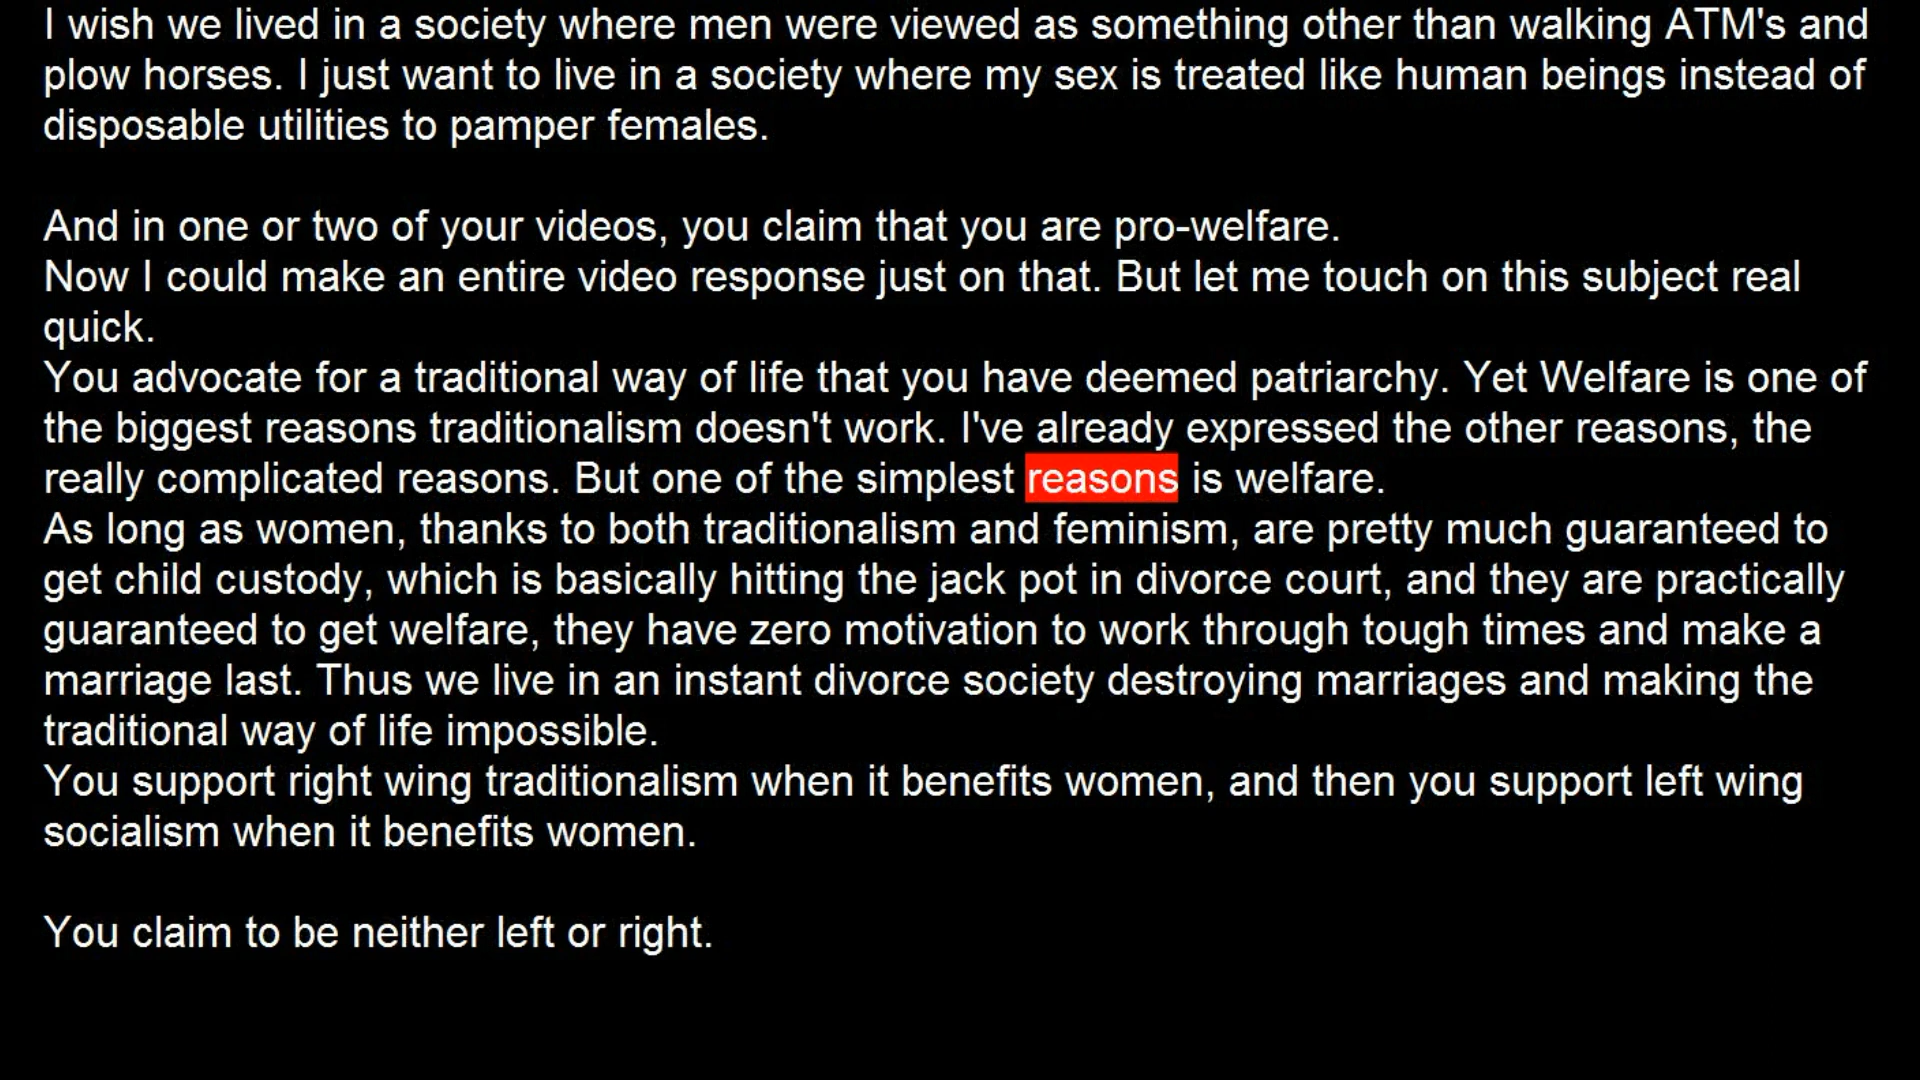 I wish we lived in a society where men were viewed as something other than walking ATM's and
plow horses. I just want to live in a society where my sex is treated like human beings instead of
disposable utilities to pamper females.
And in one or two of your videos, you claim that you are pro-welfare.
Now I could make an entire video response just on that. But let me touch on this subject real
quick.
You advocate for a traditional way of life that you have deemed patriarchy. Yet Welfare is one of
the biggest reasons traditionalism doesn't work. I've already expressed the other reasons, the
really complicated reasons. But one of the simplest reasons is welfare.
As long as women, thanks to both traditionalism and feminism, are pretty much guaranteed to
get child custody, which is basically hitting the jack pot in divorce court, and they are practically
guaranteed to get welfare, they have zero motivation to work through tough times and make a
marriage last. Thus we live in an instant divorce society destroying marriages and making the
traditional way of life impossible.
You support right wing traditionalism when it benefits women, and then you support left wing
socialism when it benefits women.
You claim to be neither left or right.